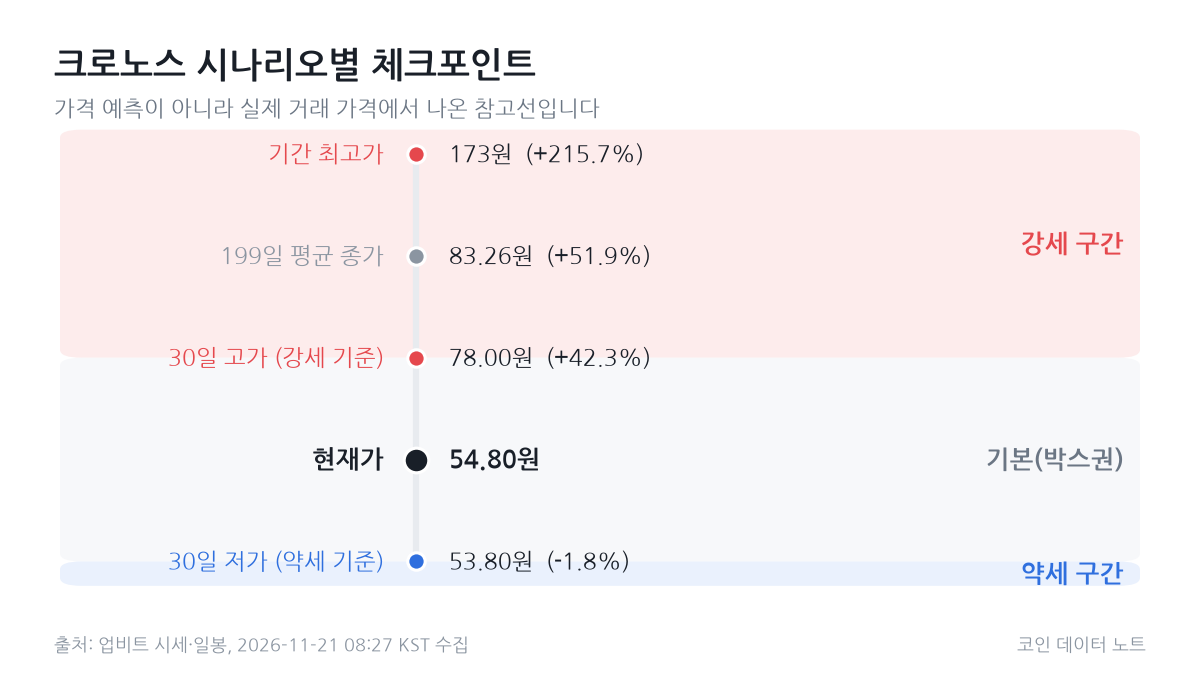 크로노스 시나리오별 체크포인트
가격 예측이 아니라 실제 거래 가격에서 나온 참고선입니다
기간 최고가 173원 (+215.7%)
강세 구간
199일 평균 종가 83.26원 (+51.9%)
30일 고가 (강세 기준) 78.00원 (+42.3%)
현재가 54.80원 기본(박스권)
30일 저가 (약세 기준) 53.80원 (-1.8%)
약세 구간
출처: 업비트 시세·일봉, 2026-11-21 08:27 KST 수집
코인 데이터 노트